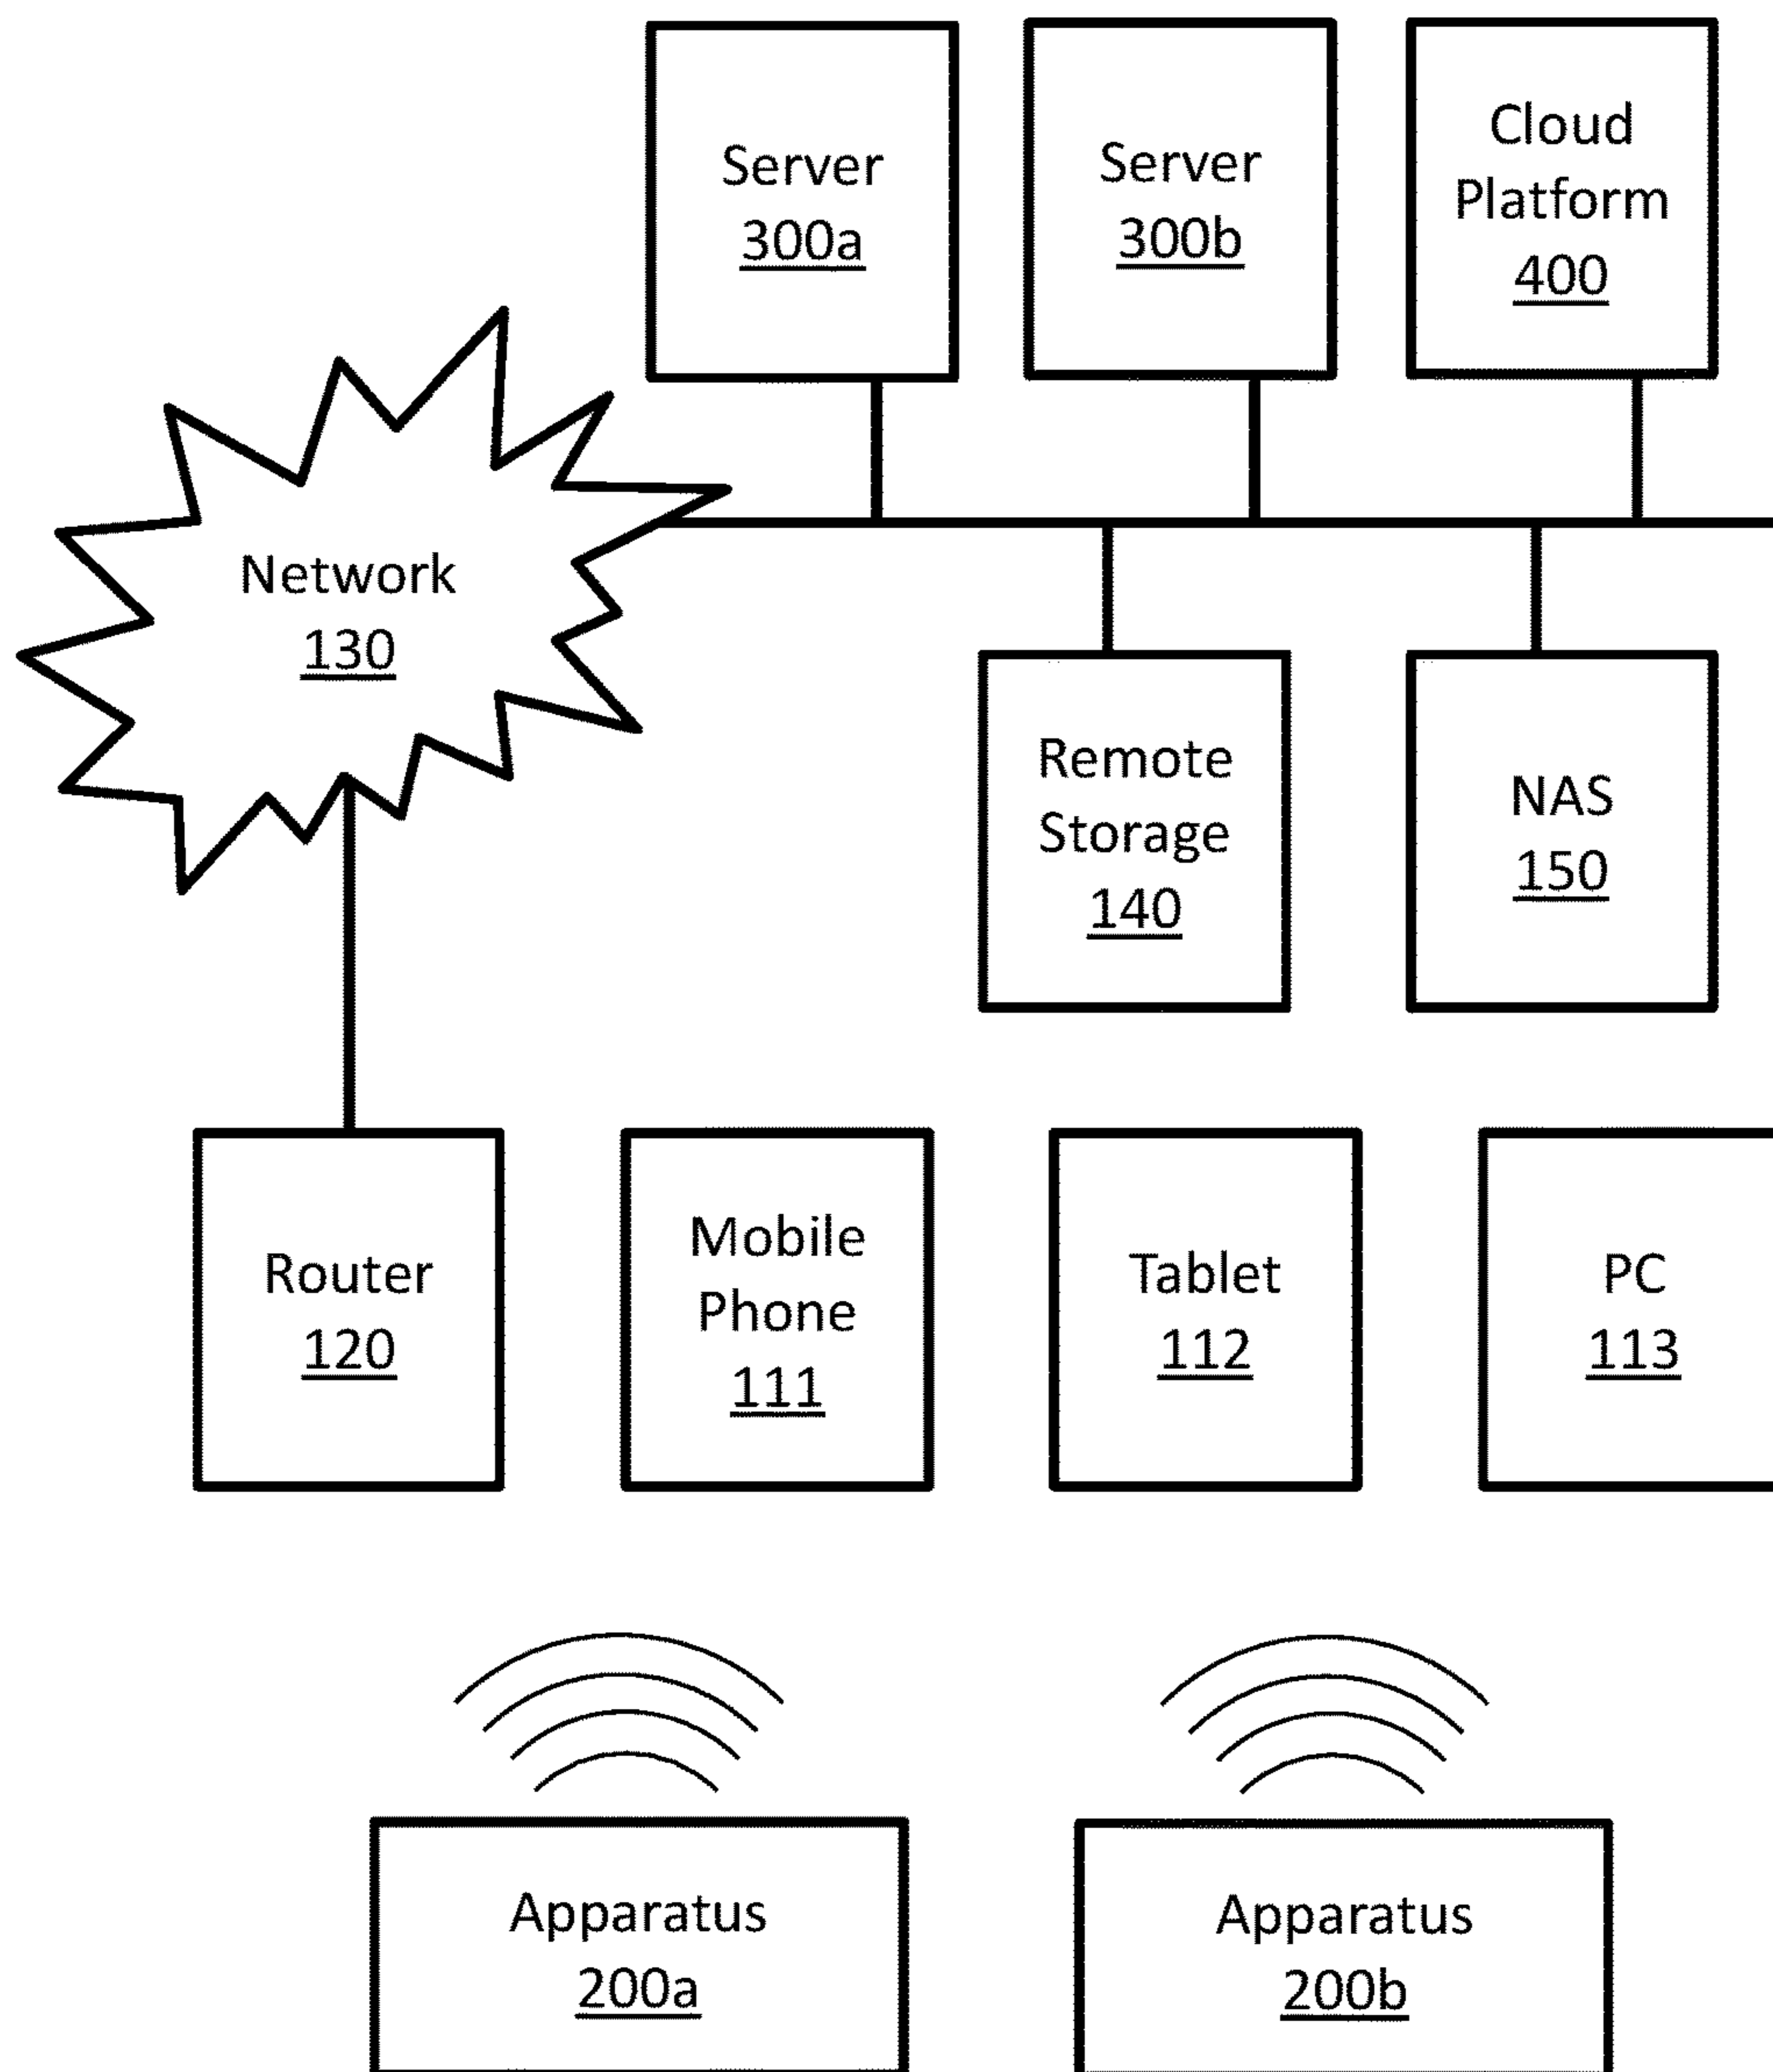 Server
300a
Server
300b
Cloud
Platform
400
Network
130
Remote
Storage
140
NAS
150
Router
120
Mobile
Phone
111
Tablet
112
PC
113
Apparatus
200a
Apparatus
200b